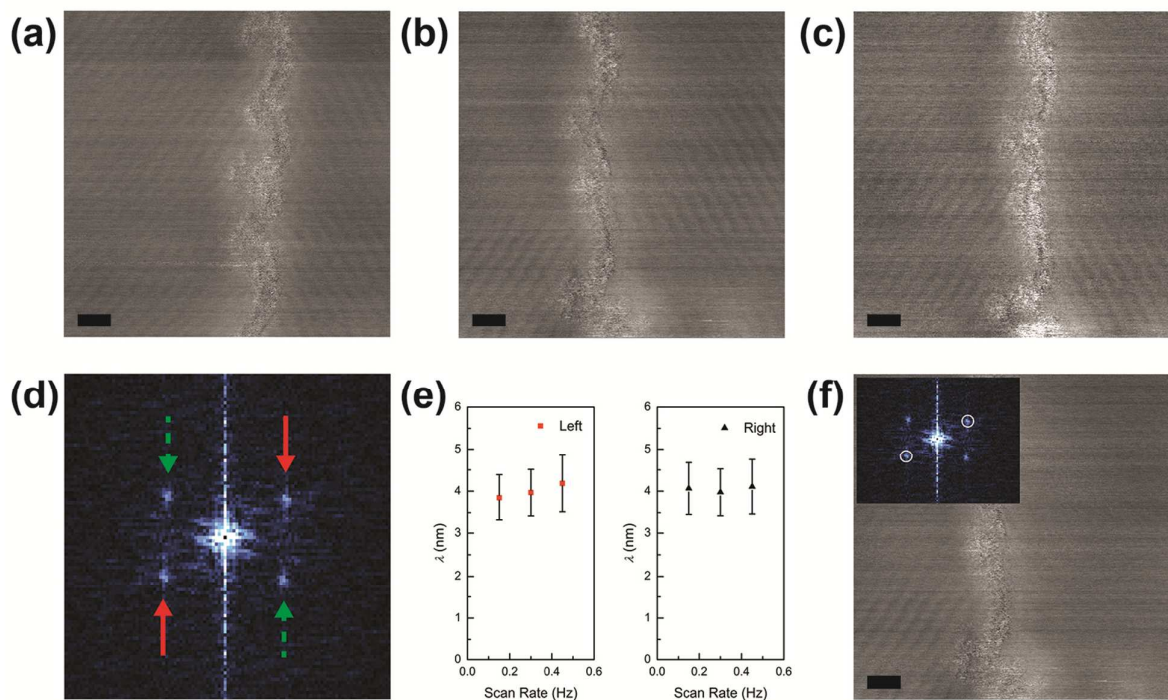 (a)
(b)
(c)
(d)
(e)
6
5
4
3
2
1
0
λ (nm)
Left
0.0 0.2 0.4 0.6
Scan Rate (Hz)
6
5
4
3
2
1
0
λ (nm)
Right
0.0 0.2 0.4 0.6
Scan Rate (Hz)
(f)